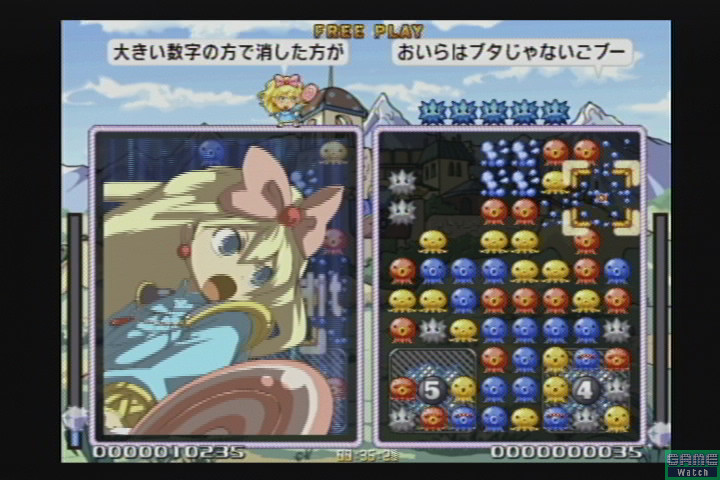 FREE PLAY
大きい数字の方で消した方が
おいらはブタじゃないごブー
5
4
0000010235
0000000035
GAME
Watch